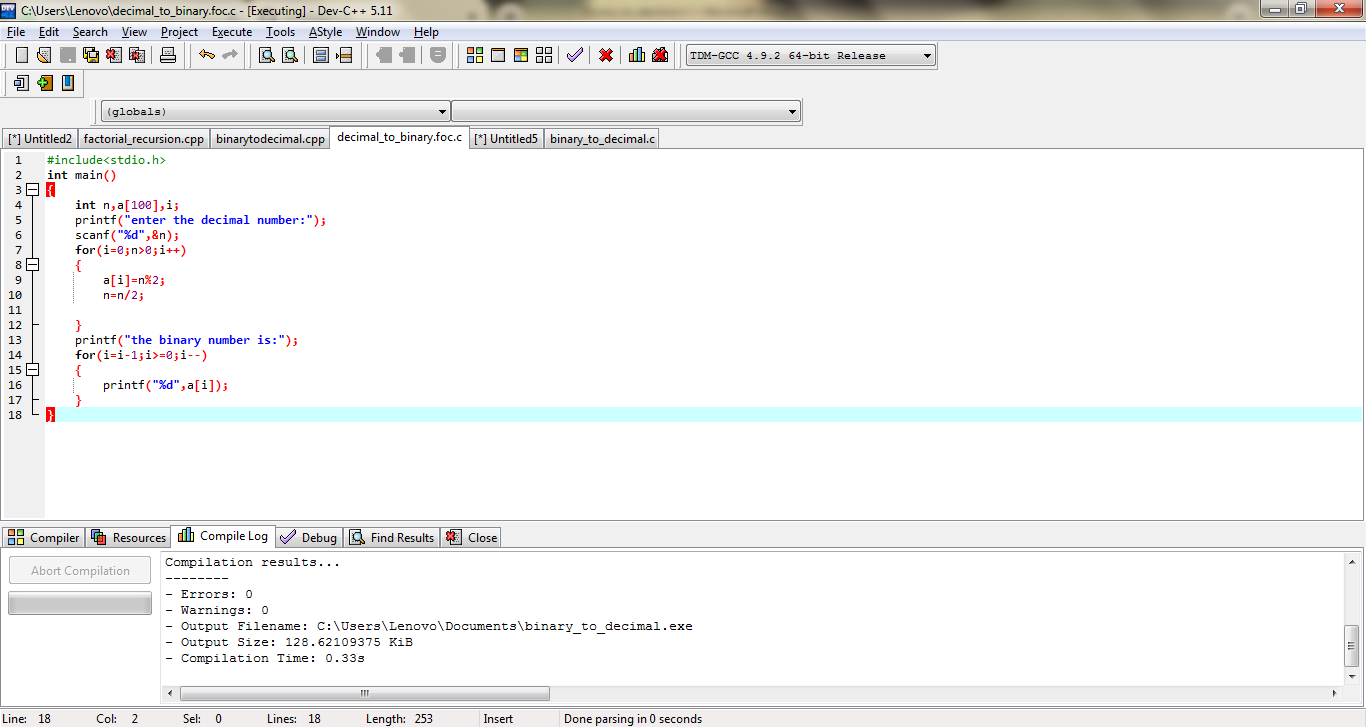 C:\Users\Lenovo\decimal_to_binary.foc.c - [Executing] - Dev-C++ 5.11
File Edit Search View Project Execute Tools AStyle Window Help
TDM-GCC 4.9.2 64-bit Release
(globals)
[*] Untitled2 factorial_recursion.cpp binarytodecimal.cpp decimal_to_binary.foc.c [*] Untitled5 binary_to_decimal.c
1 #include<stdio.h>
2 int main()
3 {
4 int n,a[100],i;
5 printf("enter the decimal number:");
6 scanf("%d",&n);
7 for(i=0;n>0;i++)
8 {
9 a[i]=n%2;
10 n=n/2;
11
12 }
13 printf("the binary number is:");
14 for(i=i-1;i>=0;i--)
15 {
16 printf("%d",a[i]);
17 }
18 }
Compiler Resources Compile Log Debug Find Results Close
Abort Compilation
Compilation results...
--------
- Errors: 0
- Warnings: 0
- Output Filename: C:\Users\Lenovo\Documents\binary_to_decimal.exe
- Output Size: 128.62109375 KiB
- Compilation Time: 0.33s
Line: 18 Col: 2 Sel: 0 Lines: 18 Length: 253 Insert Done parsing in 0 seconds